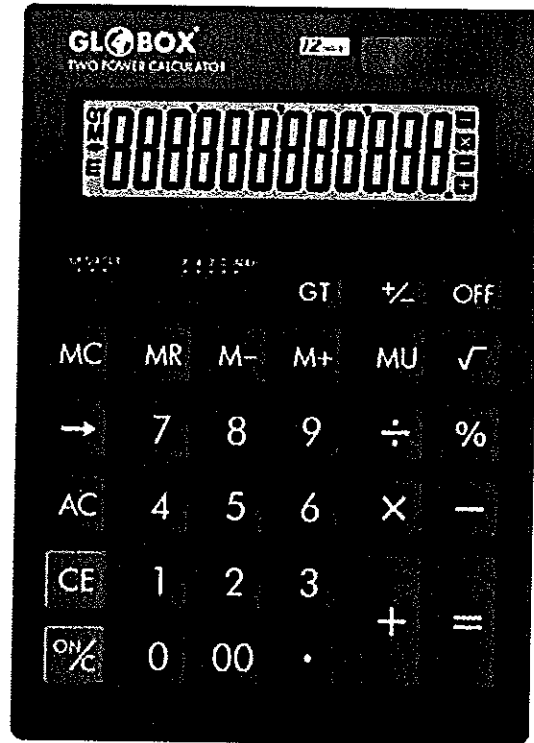 GLOBOX
TWO POWER CALCULATOR
12
888888888888
GT +/− OFF
MC MR M− M+ MU √
→ 7 8 9 ÷ %
AC 4 5 6 × −
CE 1 2 3
+ =
ON/C 0 00 ·